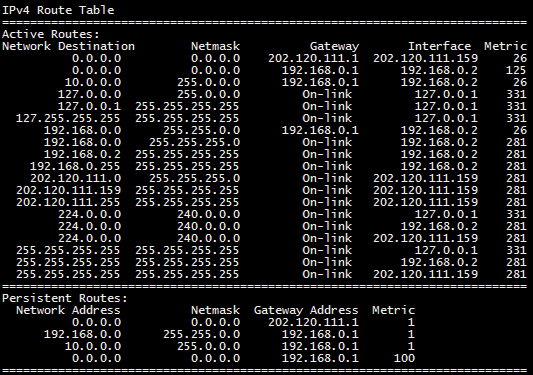 IPv4 Route Table
===========================================================================
Active Routes:
Network Destination        Netmask          Gateway       Interface  Metric
          0.0.0.0          0.0.0.0    202.120.111.1  202.120.111.159     26
          0.0.0.0          0.0.0.0      192.168.0.1      192.168.0.2    125
         10.0.0.0        255.0.0.0      192.168.0.1      192.168.0.2     26
        127.0.0.0        255.0.0.0         On-link         127.0.0.1    331
        127.0.0.1  255.255.255.255         On-link         127.0.0.1    331
  127.255.255.255  255.255.255.255         On-link         127.0.0.1    331
      192.168.0.0      255.255.0.0      192.168.0.1      192.168.0.2     26
      192.168.0.0    255.255.255.0         On-link       192.168.0.2    281
      192.168.0.2  255.255.255.255         On-link       192.168.0.2    281
    192.168.0.255  255.255.255.255         On-link       192.168.0.2    281
    202.120.111.0    255.255.255.0         On-link   202.120.111.159    281
  202.120.111.159  255.255.255.255         On-link   202.120.111.159    281
  202.120.111.255  255.255.255.255         On-link   202.120.111.159    281
        224.0.0.0        240.0.0.0         On-link         127.0.0.1    331
        224.0.0.0        240.0.0.0         On-link       192.168.0.2    281
        224.0.0.0        240.0.0.0         On-link   202.120.111.159    281
  255.255.255.255  255.255.255.255         On-link         127.0.0.1    331
  255.255.255.255  255.255.255.255         On-link       192.168.0.2    281
  255.255.255.255  255.255.255.255         On-link   202.120.111.159    281
===========================================================================
Persistent Routes:
  Network Address          Netmask  Gateway Address  Metric
          0.0.0.0          0.0.0.0    202.120.111.1       1
      192.168.0.0      255.255.0.0      192.168.0.1       1
         10.0.0.0        255.0.0.0      192.168.0.1       1
          0.0.0.0          0.0.0.0      192.168.0.1     100
===========================================================================